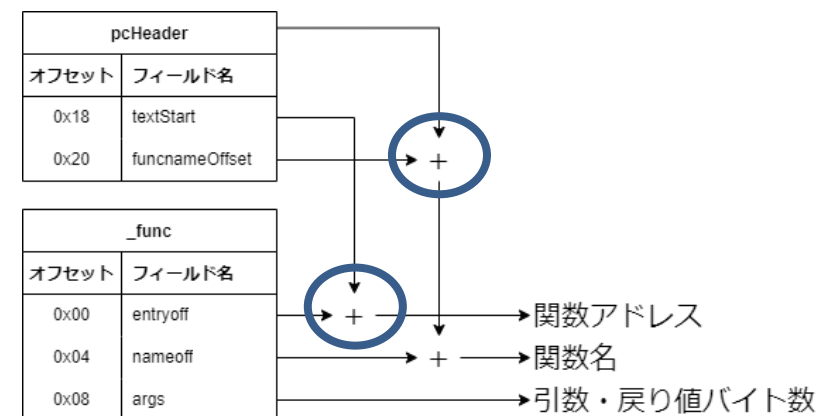 pcHeader
オフセット フィールド名
0x18 textStart
0x20 funcnameOffset
+
_func
オフセット フィールド名
0x00 entryoff + 関数アドレス
0x04 nameoff + 関数名
0x08 args 引数・戻り値バイト数